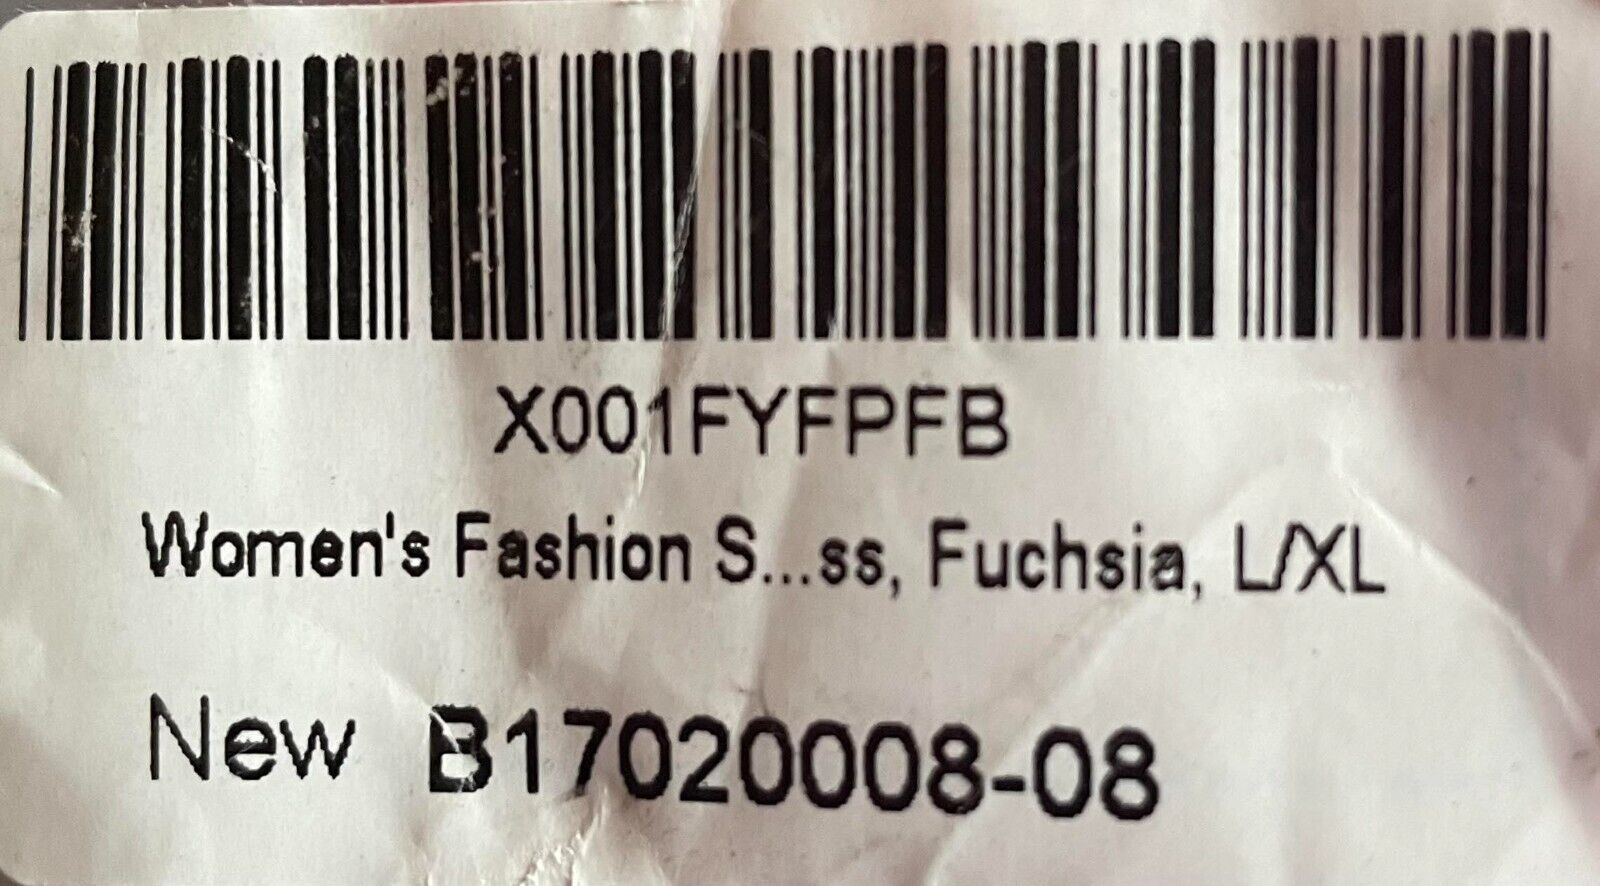 X001FYFPFB
Women's Fashion S...ss, Fuchsia, L/XL
New B17020008-08